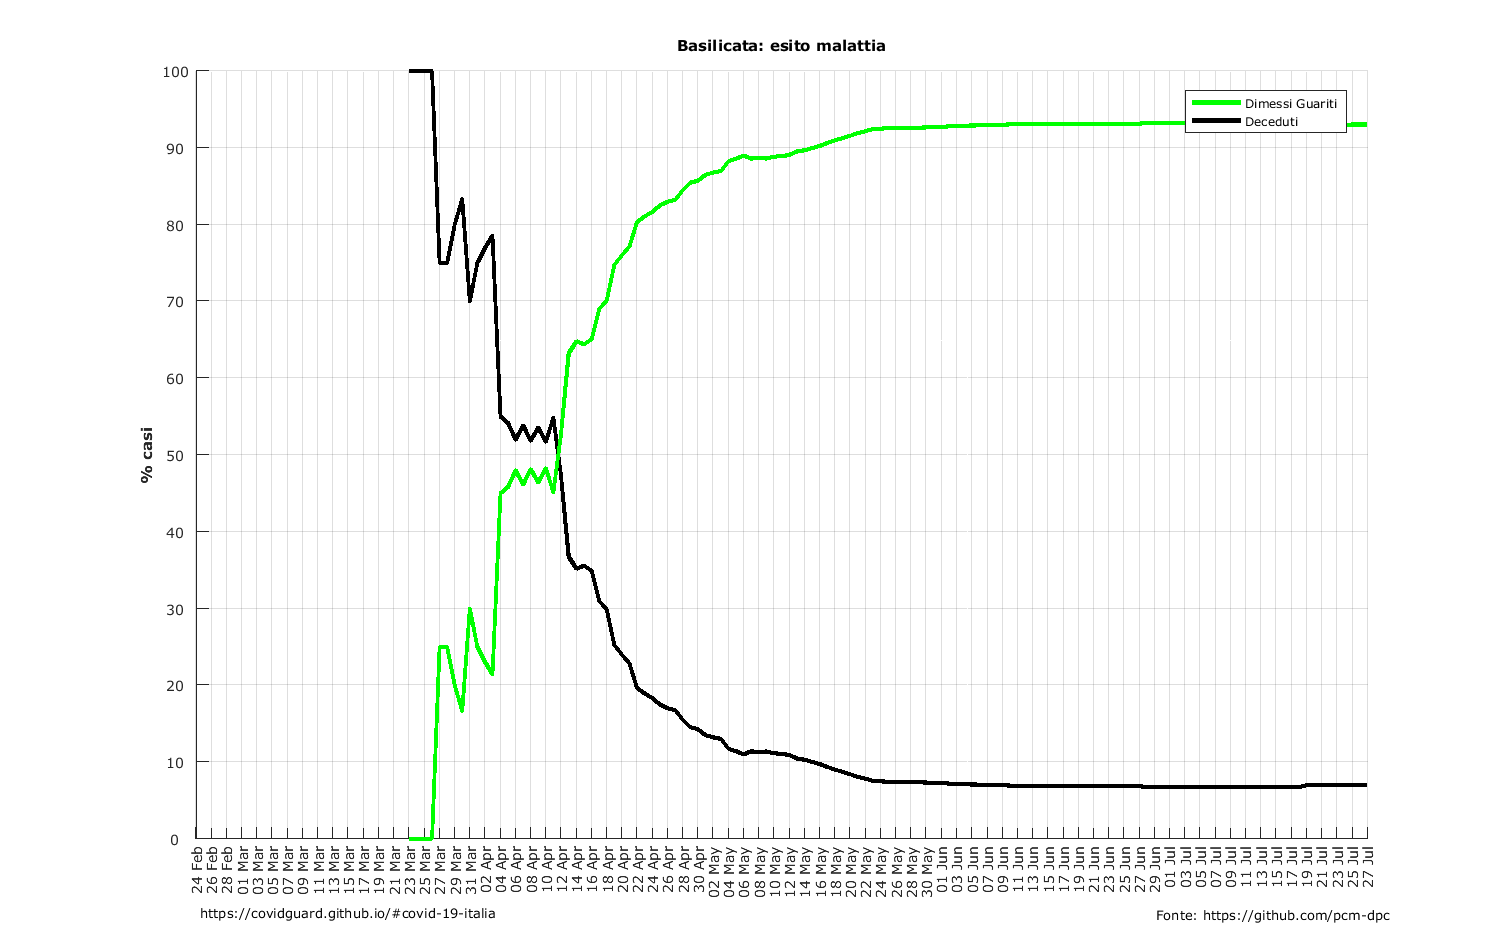 Basilicata: esito malattia
Dimessi Guariti
Deceduti
% casi
100
90
80
70
60
50
40
30
20
10
0
24 Feb
26 Feb
28 Feb
01 Mar
03 Mar
05 Mar
07 Mar
09 Mar
11 Mar
13 Mar
15 Mar
17 Mar
19 Mar
21 Mar
23 Mar
25 Mar
27 Mar
29 Mar
31 Mar
02 Apr
04 Apr
06 Apr
08 Apr
10 Apr
12 Apr
14 Apr
16 Apr
18 Apr
20 Apr
22 Apr
24 Apr
26 Apr
28 Apr
30 Apr
02 May
04 May
06 May
08 May
10 May
12 May
14 May
16 May
18 May
20 May
22 May
24 May
26 May
28 May
30 May
01 Jun
03 Jun
05 Jun
07 Jun
09 Jun
11 Jun
13 Jun
15 Jun
17 Jun
19 Jun
21 Jun
23 Jun
25 Jun
27 Jun
29 Jun
01 Jul
03 Jul
05 Jul
07 Jul
09 Jul
11 Jul
13 Jul
15 Jul
17 Jul
19 Jul
21 Jul
23 Jul
25 Jul
27 Jul
https://covidguard.github.io/#covid-19-italia
Fonte: https://github.com/pcm-dpc